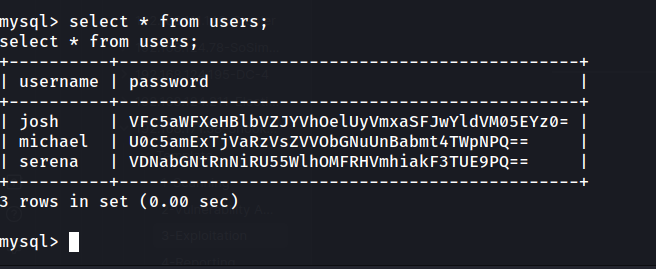 mysql> select * from users;
select * from users;
+----------+----------------------------------------------+
| username | password                                     |
+----------+----------------------------------------------+
| josh     | VFc5aWFXeHBlbVZJYVhOelUyVmxaSFJwYldVM05EYz0= |
| michael  | U0c5amExTjVaRzVsZVVObGNuUnBabmt4TWpNPQ==     |
| serena   | VDNabGNtRnNiRU55WlhOMFRHVmhiakF3TUE9PQ==     |
+----------+----------------------------------------------+
3 rows in set (0.00 sec)
mysql>